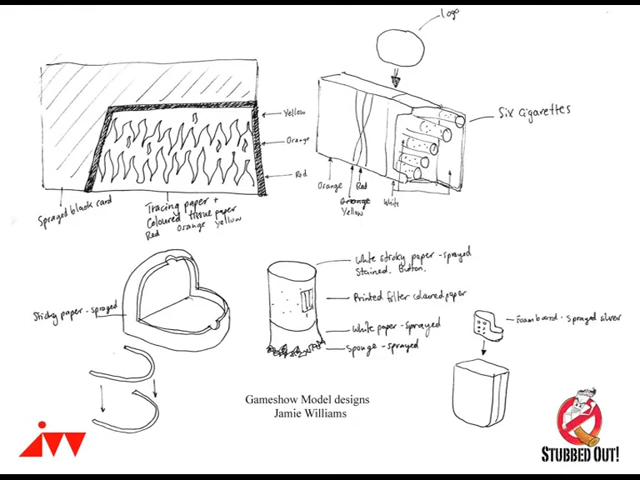 logo
Six Cigarettes
Yellow
Orange
Red
Sprayed black card
Tracing paper +
Coloured tissue paper
Red Orange yellow
Orange
Red
Orange
Yellow
White
White sticky paper - sprayed
Stained. Button.
Printed filter coloured paper
White paper - sprayed
Sponge - sprayed
Sticky paper - sprayed
Foamboard - sprayed silver
Gameshow Model designs
Jamie Williams
jw
STUBBED OUT!